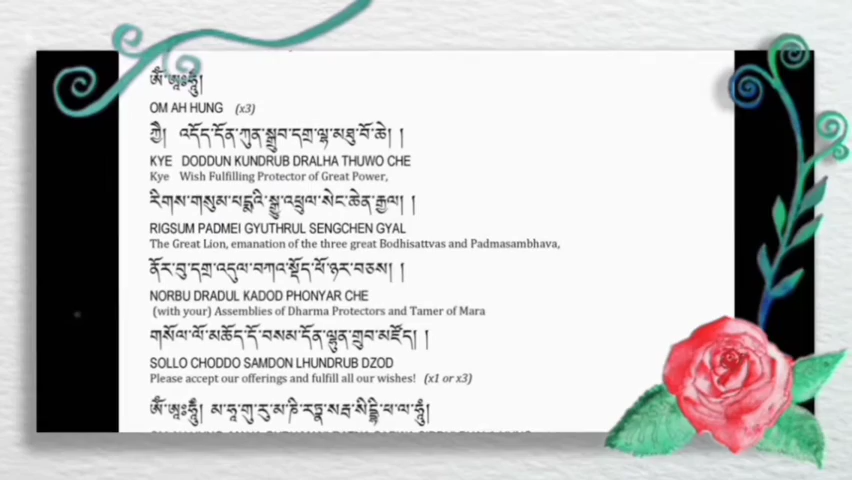 ཨོཾ་ཨཱཿཧཱུྃ།
OM AH HUNG (x3)
ཀྱཻ། འདོད་དོན་ཀུན་སྒྲུབ་དགྲ་ལྷ་མཐུ་བོ་ཆེ། །
KYE DODDUN KUNDRUB DRALHA THUWO CHE
Kye Wish Fulfilling Protector of Great Power,
རིགས་གསུམ་པདྨའི་སྒྱུ་འཕྲུལ་སེང་ཆེན་རྒྱལ། །
RIGSUM PADMEI GYUTHRUL SENGCHEN GYAL
The Great Lion, emanation of the three great Bodhisattvas and Padmasambhava,
ནོར་བུ་དགྲ་འདུལ་བཀའ་སྡོད་ཕོ་ཉར་བཅས། །
NORBU DRADUL KADOD PHONYAR CHE
(with your) Assemblies of Dharma Protectors and Tamer of Mara
གསོལ་ལོ་མཆོད་དོ་བསམ་དོན་ལྷུན་གྲུབ་མཛོད། །
SOLLO CHODDO SAMDON LHUNDRUB DZOD
Please accept our offerings and fulfill all our wishes! (x1 or x3)
ཨོཾ་ཨཱཿཧཱུྃ། མ་ཧཱ་གུ་རུ་མ་ཎི་རཏྣ་སརྦ་སིདྡྷི་ཕ་ལ་ཧཱུྃ།